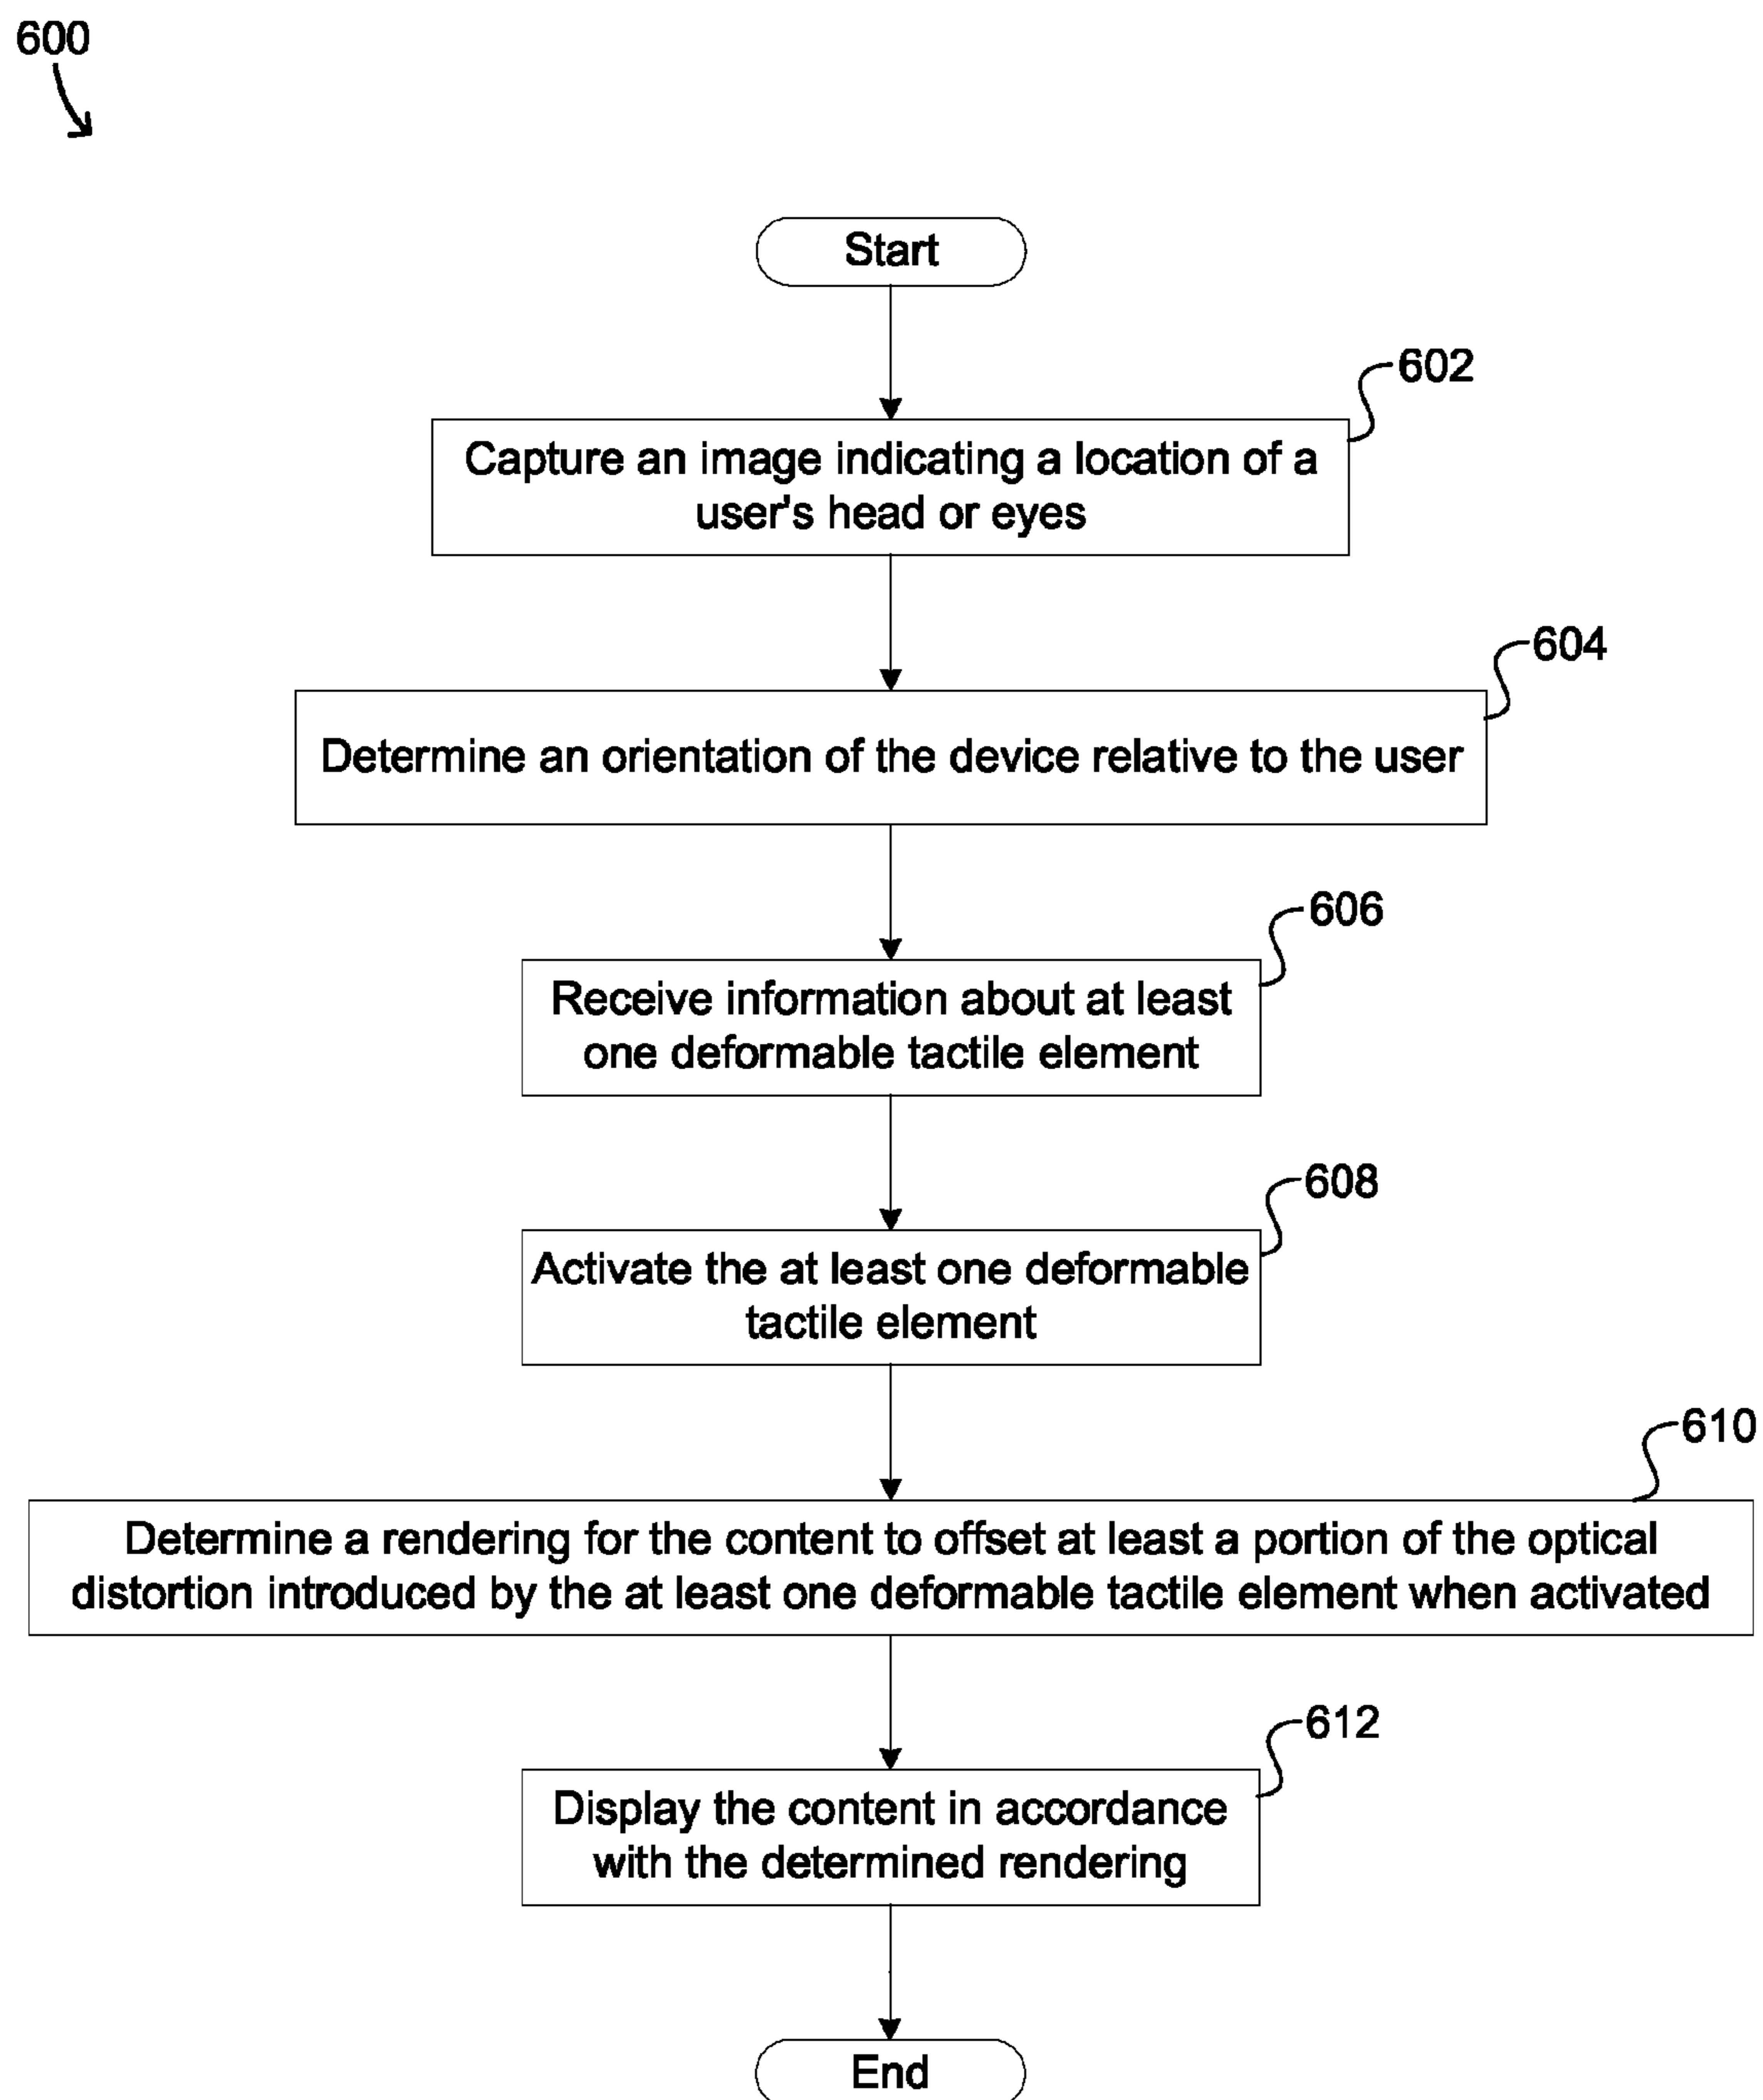 600
Start
602
Capture an image indicating a location of a
user's head or eyes
604
Determine an orientation of the device relative to the user
606
Receive information about at least
one deformable tactile element
608
Activate the at least one deformable
tactile element
610
Determine a rendering for the content to offset at least a portion of the optical
distortion introduced by the at least one deformable tactile element when activated
612
Display the content in accordance
with the determined rendering
End